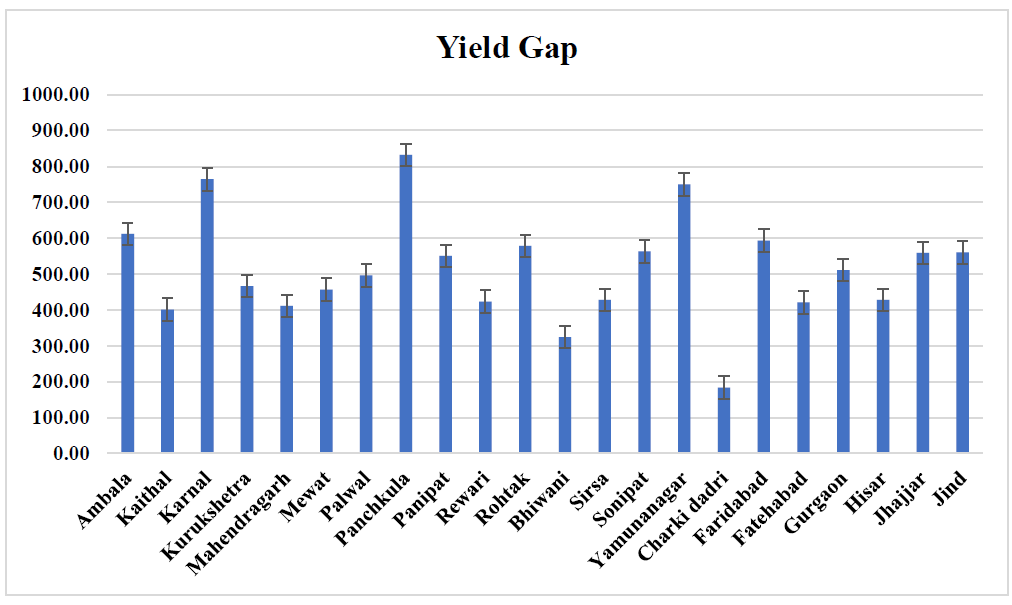 Yield Gap
1000.00
900.00
800.00
700.00
600.00
500.00
400.00
300.00
200.00
100.00
0.00
Ambala
Kaithal
Karnal
Kurukshetra
Mahendragarh
Mewat
Palwal
Panchkula
Panipat
Rewari
Rohtak
Bhiwani
Sirsa
Sonipat
Yamunanagar
Charki dadri
Faridabad
Fatehabad
Gurgaon
Hisar
Jhajjar
Jind